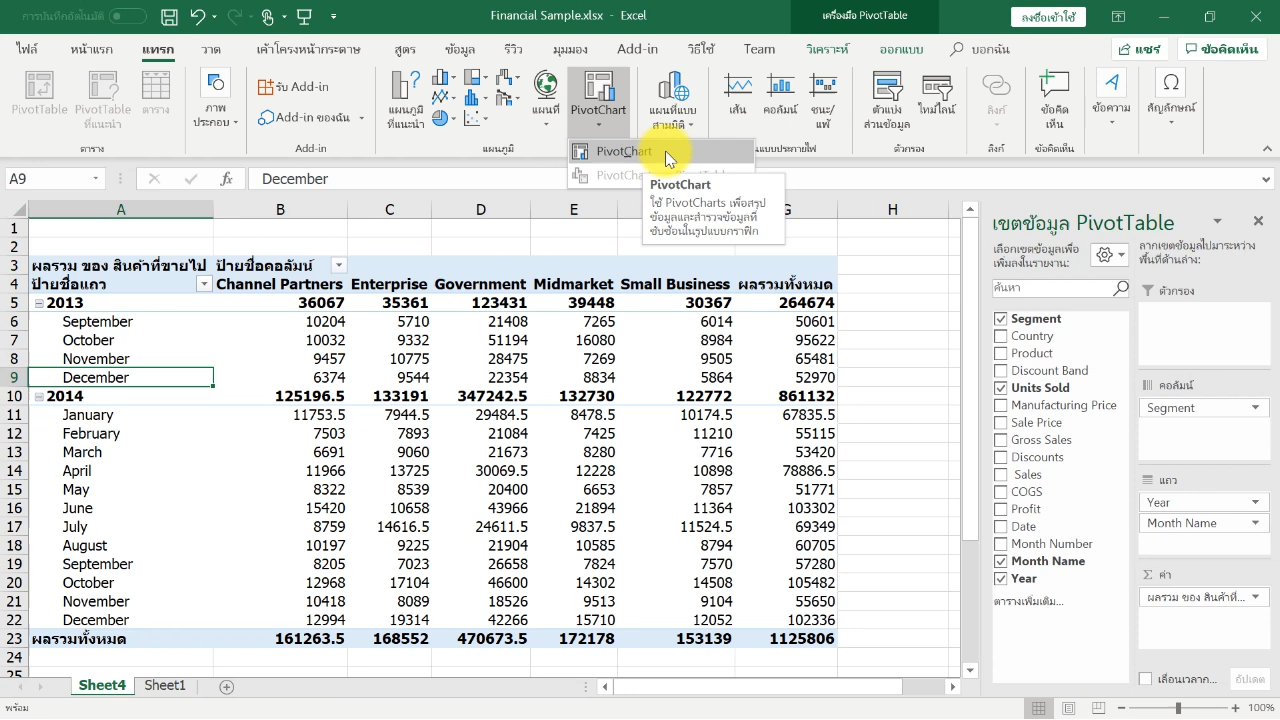 การบันทึกอัตโนมัติ
Financial Sample.xlsx - Excel
เครื่องมือ PivotTable
ลงชื่อเข้าใช้
ไฟล์ หน้าแรก แทรก วาด เค้าโครงหน้ากระดาษ สูตร ข้อมูล รีวิว มุมมอง Add-in วิธีใช้ Team วิเคราะห์ ออกแบบ บอกฉัน แชร์ ข้อคิดเห็น
PivotTable
PivotTable ที่แนะนำ
ตาราง
ภาพประกอบ
รับ Add-in
Add-in ของฉัน
แผนภูมิที่แนะนำ
แผนที่
PivotChart
แผนที่แบบสามมิติ
เส้น
คอลัมน์
ชนะ/แพ้
ตัวแบ่งส่วนข้อมูล
ไทม์ไลน์
ลิงก์
ข้อคิดเห็น
ข้อความ
สัญลักษณ์
ตาราง Add-in แผนภูมิ ตัวกรอง ลิงก์ ข้อคิดเห็น
PivotChart
PivotChart
ใช้ PivotCharts เพื่อสรุป
ข้อมูลและสำรวจข้อมูลที่
ซับซ้อนในรูปแบบกราฟิก
A9 fx December
A B C D E G H
1
2
3 ผลรวม ของ สินค้าที่ขายไป ป้ายชื่อคอลัมน์
4 ป้ายชื่อแถว Channel Partners Enterprise Government Midmarket Small Business ผลรวมทั้งหมด
5 2013 36067 35361 123431 39448 30367 264674
6 September 10204 5710 21408 7265 6014 50601
7 October 10032 9332 51194 16080 8984 95622
8 November 9457 10775 28475 7269 9505 65481
9 December 6374 9544 22354 8834 5864 52970
10 2014 125196.5 133191 347242.5 132730 122772 861132
11 January 11753.5 7944.5 29484.5 8478.5 10174.5 67835.5
12 February 7503 7893 21084 7425 11210 55115
13 March 6691 9060 21673 8280 7716 53420
14 April 11966 13725 30069.5 12228 10898 78886.5
15 May 8322 8539 20400 6653 7857 51771
16 June 15420 10658 43966 21894 11364 103302
17 July 8759 14616.5 24611.5 9837.5 11524.5 69349
18 August 10197 9225 21904 10585 8794 60705
19 September 8205 7023 26658 7824 7570 57280
20 October 12968 17104 46600 14302 14508 105482
21 November 10418 8089 18526 9513 9104 55650
22 December 12994 19314 42266 15710 12052 102336
23 ผลรวมทั้งหมด 161263.5 168552 470673.5 172178 153139 1125806
24
25
Sheet4 Sheet1
พร้อม
100%
เขตข้อมูล PivotTable
เลือกเขตข้อมูลเพื่อ
เพิ่มลงในรายงาน:
ค้นหา
Segment
Country
Product
Discount Band
Units Sold
Manufacturing Price
Sale Price
Gross Sales
Discounts
Sales
COGS
Profit
Date
Month Number
Month Name
Year
ตารางเพิ่มเติม...
ลากเขตข้อมูลไปมาระหว่าง
พื้นที่ด้านล่าง:
ตัวกรอง
คอลัมน์
Segment
แถว
Year
Month Name
Σ ค่า
ผลรวม ของ สินค้าที่...
เลื่อนเวลาก...
อัปเดต